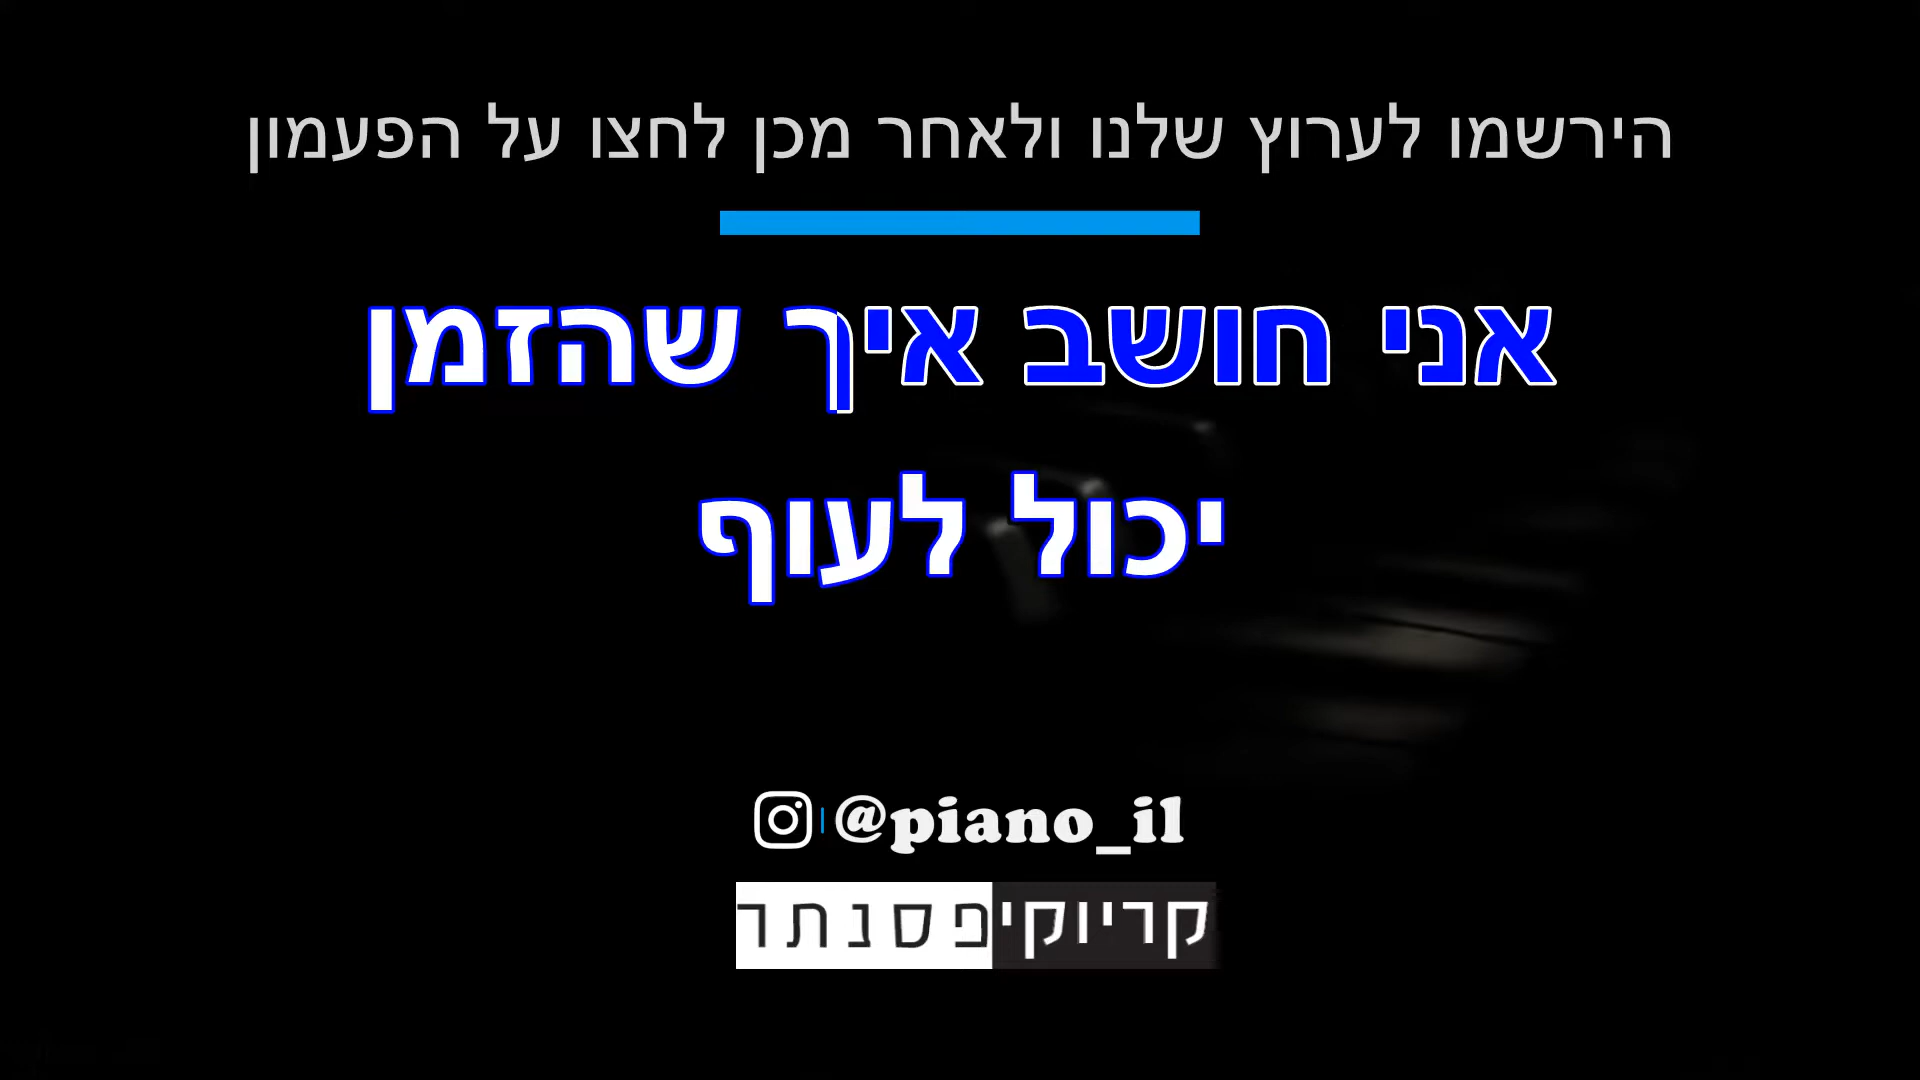 הירשמו לערוץ שלנו ולאחר מכן לחצו על הפעמון
אני חושב איך שהזמן
יכול לעוף
@piano_il
קריוקיפסנתר